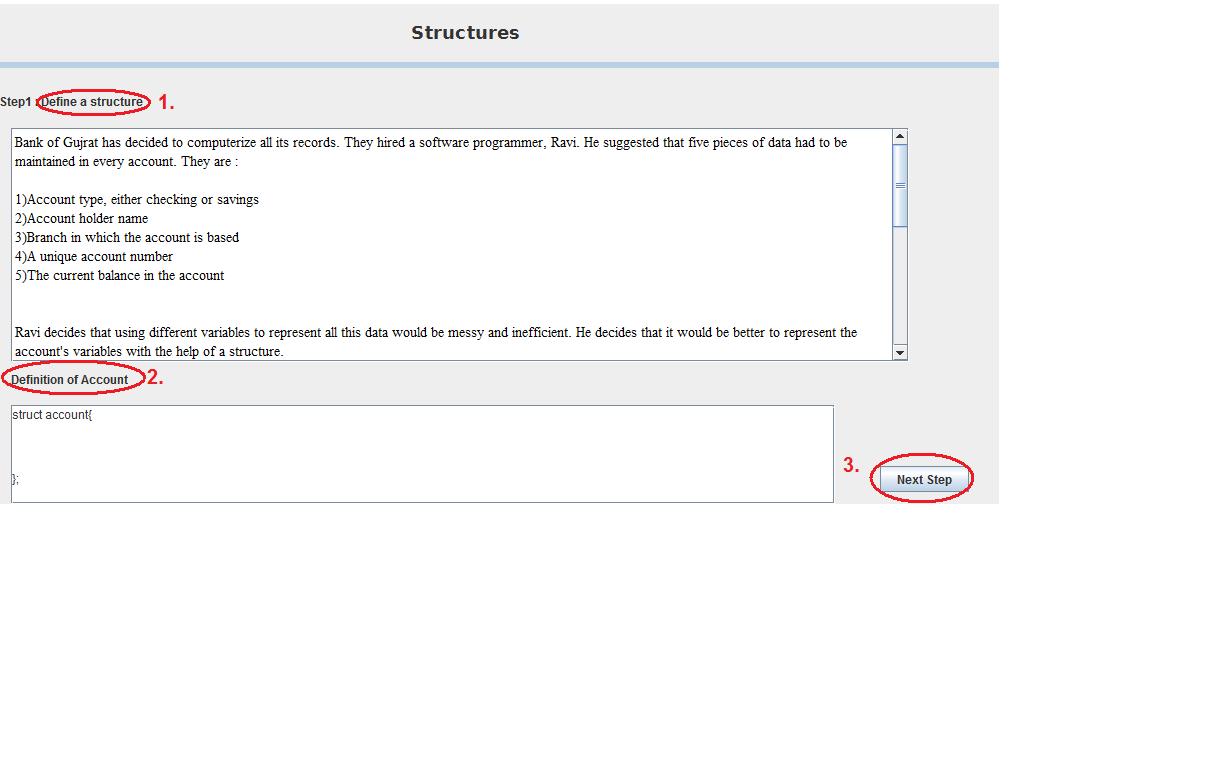 Structures
Step1 : Define a structure 1.
Bank of Gujrat has decided to computerize all its records. They hired a software programmer, Ravi. He suggested that five pieces of data had to be
maintained in every account. They are :
1)Account type, either checking or savings
2)Account holder name
3)Branch in which the account is based
4)A unique account number
5)The current balance in the account
Ravi decides that using different variables to represent all this data would be messy and inefficient. He decides that it would be better to represent the
account's variables with the help of a structure.
Definition of Account 2.
struct account{
3.
};
Next Step